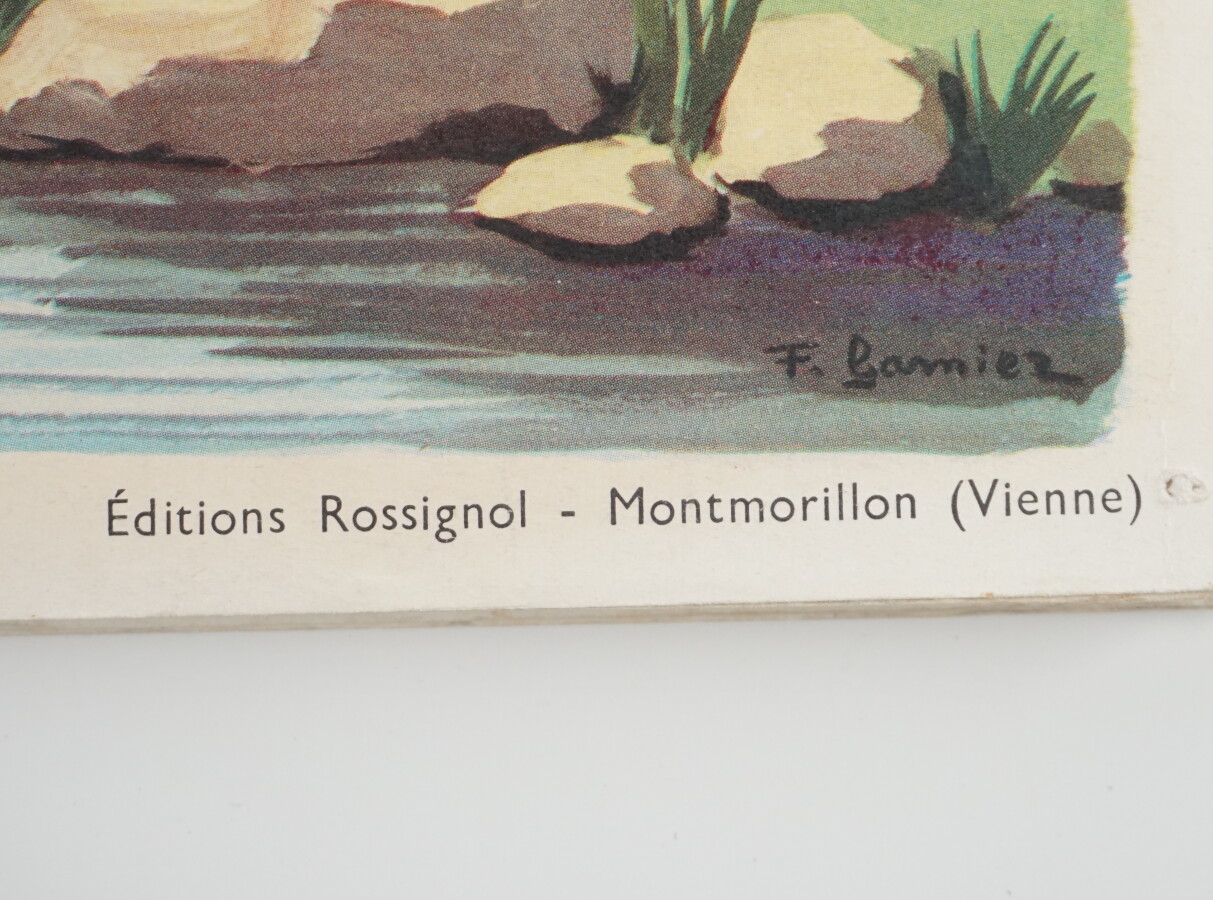 F. Garnier
Éditions Rossignol - Montmorillon (Vienne)